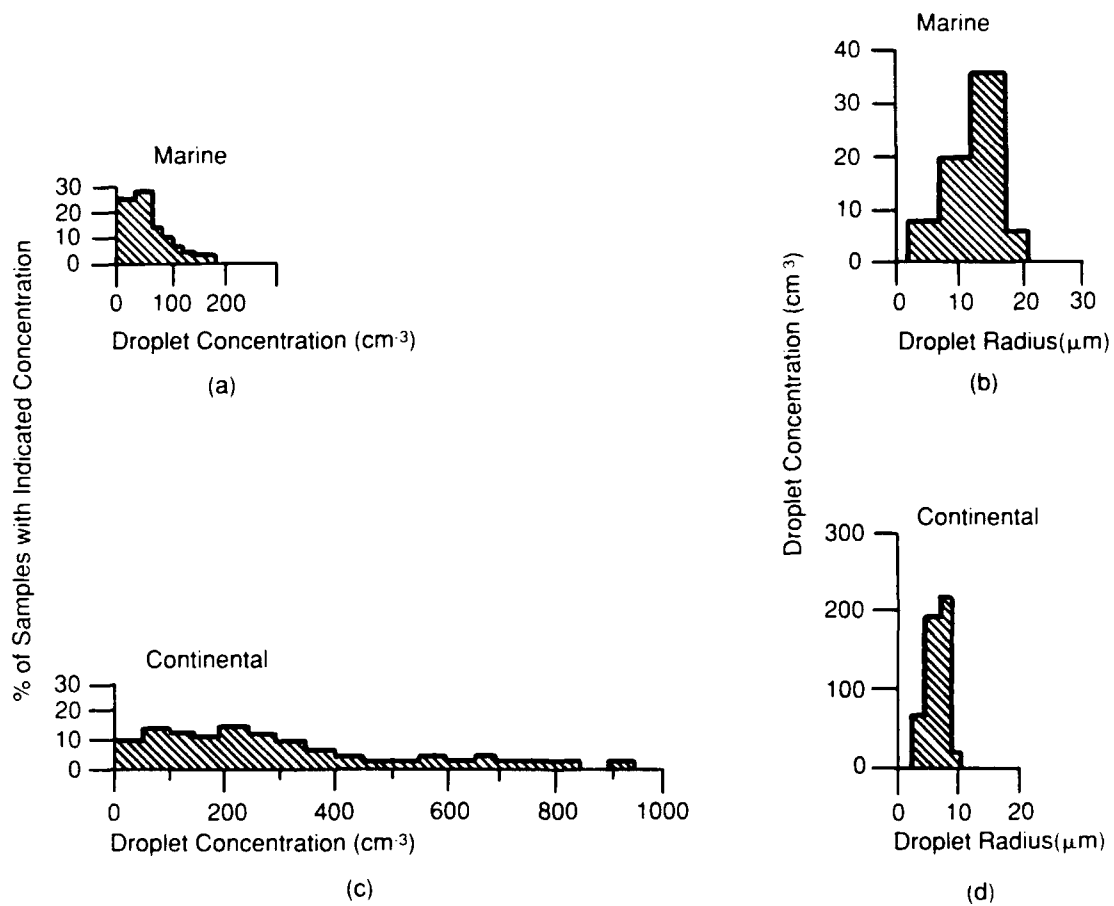 % of Samples with Indicated Concentration
Marine
30
20
10
0
0 100 200
Droplet Concentration (cm-3)
(a)
Droplet Concentration (cm-3)
Marine
40
30
20
10
0
0 10 20 30
Droplet Radius(μm)
(b)
Continental
30
20
10
0
0 200 400 600 800 1000
Droplet Concentration (cm-3)
(c)
Continental
300
200
100
0
0 10 20
Droplet Radius(μm)
(d)